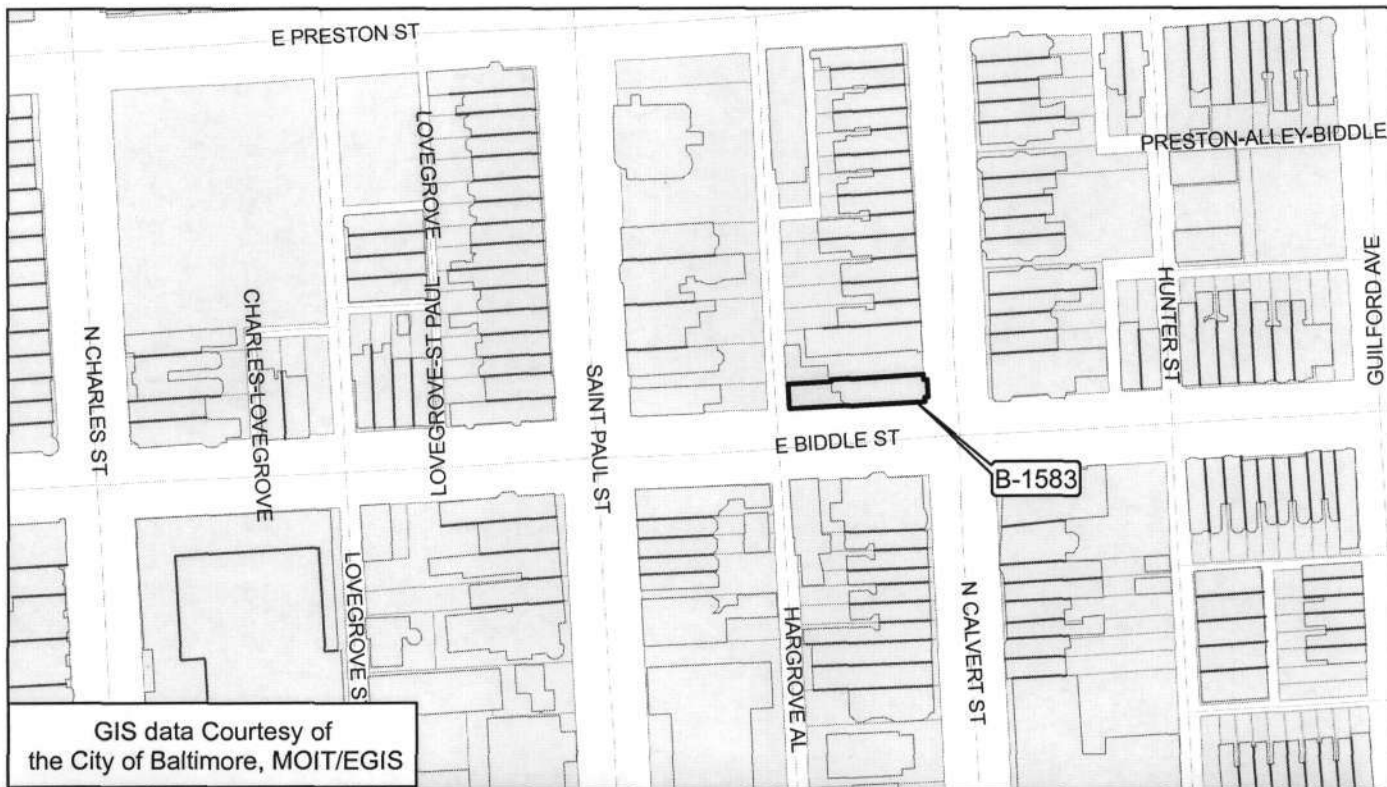 E PRESTON ST
PRESTON-ALLEY-BIDDLE
LOVEGROVE-ST PAUL LOVEGROVE
N CHARLES ST
CHARLES-LOVEGROVE
SAINT PAUL ST
HUNTER ST
GUILFORD AVE
E BIDDLE ST
B-1583
LOVEGROVE S
HARGROVE AL
N CALVERT ST
GIS data Courtesy of
the City of Baltimore, MOIT/EGIS